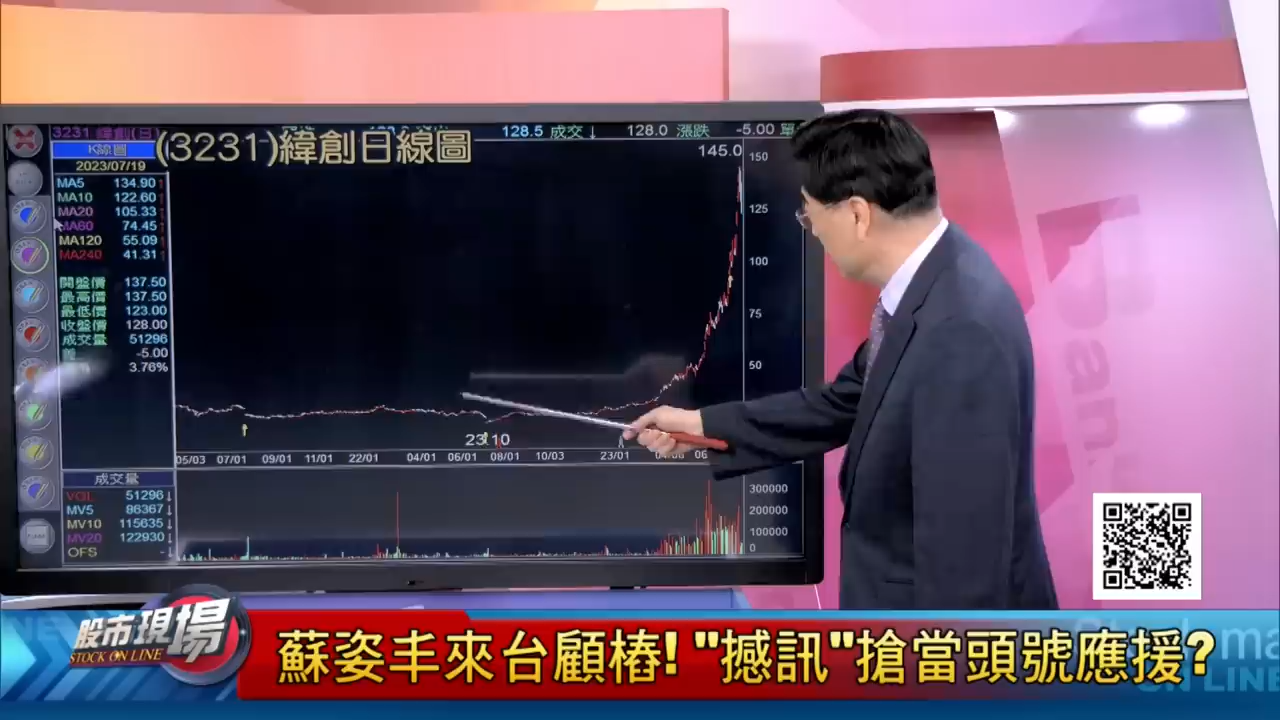 3231 緯創(日)
K線圖
2023/07/19
(3231)緯創日線圖
128.5 成交↓ 128.0 漲跌 -5.00 單
145.0
MA5 134.90↑
MA10 122.60↑
MA20 105.33↑
MA60 74.45↑
MA120 55.09↑
MA240 41.31↑
開盤價 137.50
最高價 137.50
最低價 123.00
收盤價 128.00
成交量 51296
差 -5.00
3.76%
150
125
100
75
50
23.10
05/03 07/01 09/01 11/01 22/01 04/01 06/01 08/01 10/03 23/01 04/06 06
成交量
VOL 51296↓
MV5 86367↓
MV10 115635↓
MV20 122930↓
OFS -↓
300000
200000
100000
0
股市現場
STOCK ON LINE
蘇姿丰來台顧樁! "撼訊"搶當頭號應援?